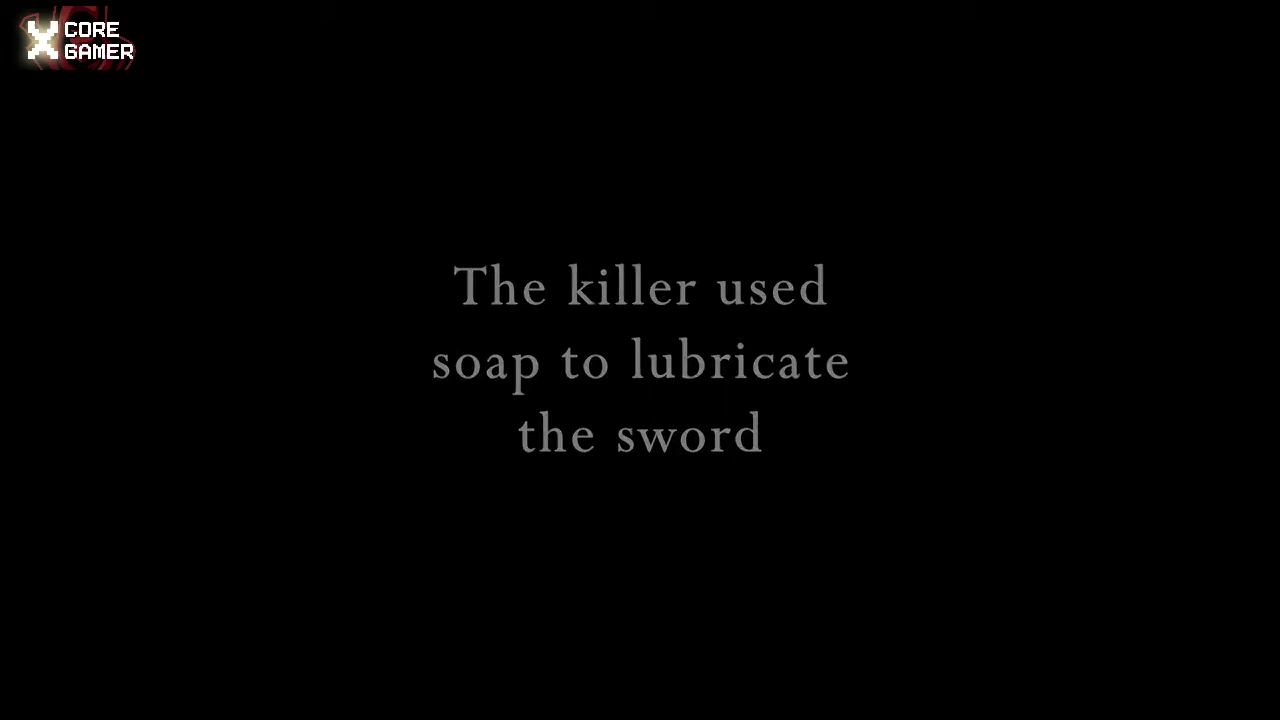 CORE
GAMER
The killer used
soap to lubricate
the sword